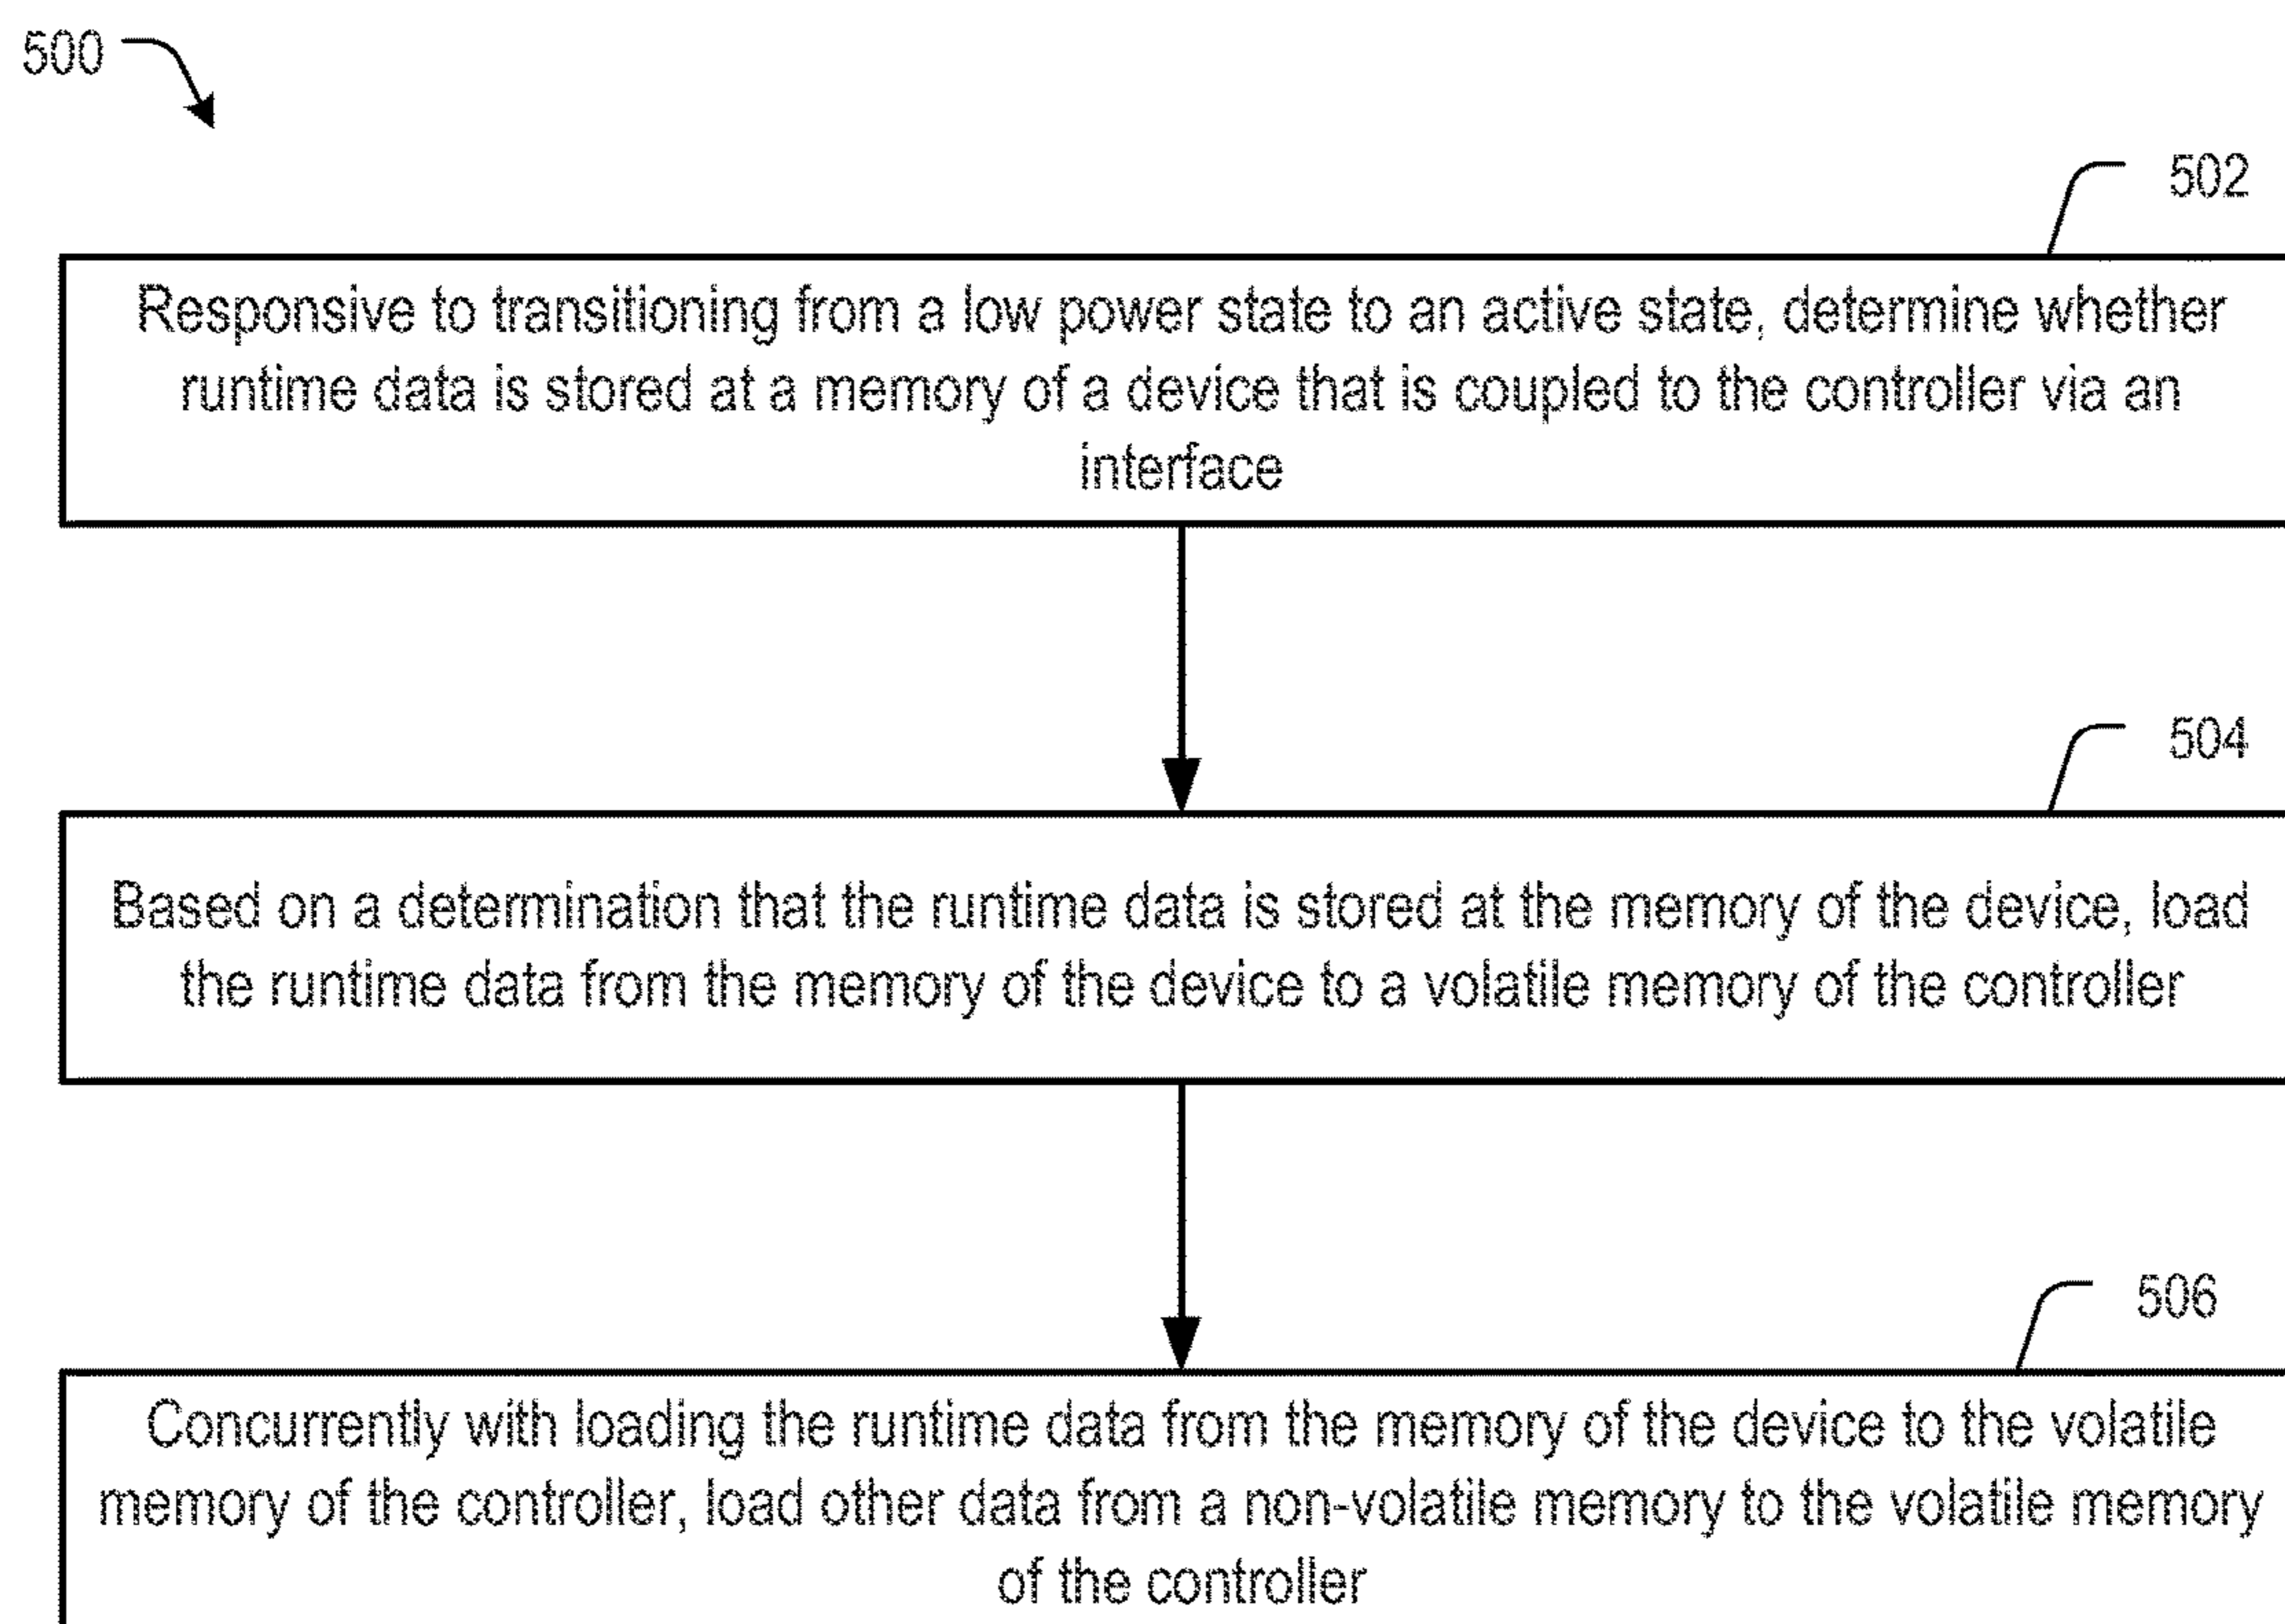 500
502
Responsive to transitioning from a low power state to an active state, determine whether
runtime data is stored at a memory of a device that is coupled to the controller via an
interface
504
Based on a determination that the runtime data is stored at the memory of the device, load
the runtime data from the memory of the device to a volatile memory of the controller
506
Concurrently with loading the runtime data from the memory of the device to the volatile
memory of the controller, load other data from a non-volatile memory to the volatile memory
of the controller